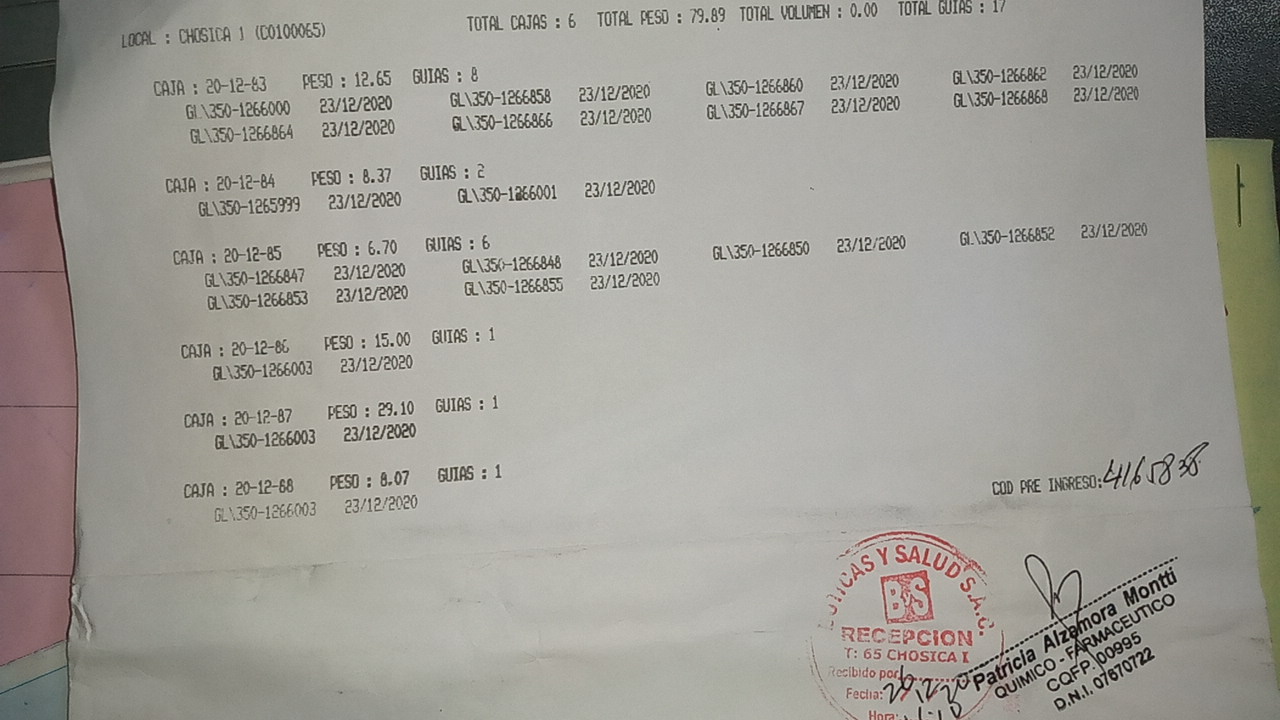 LOCAL : CHOSICA 1 (CO100065) TOTAL CAJAS : 6 TOTAL PESO : 79.89 TOTAL VOLUMEN : 0.00 TOTAL GUIAS : 17
CAJA : 20-12-83 PESO : 12.65 GUIAS : 8
GL\350-1266000 23/12/2020 GL\350-1266858 23/12/2020 GL\350-1266860 23/12/2020 GL\350-1266862 23/12/2020
GL\350-1266864 23/12/2020 GL\350-1266866 23/12/2020 GL\350-1266867 23/12/2020 GL\350-1266868 23/12/2020
CAJA : 20-12-84 PESO : 8.37 GUIAS : 2
GL\350-1265999 23/12/2020 GL\350-1266001 23/12/2020
CAJA : 20-12-85 PESO : 6.70 GUIAS : 6
GL\350-1266847 23/12/2020 GL\350-1266848 23/12/2020 GL\350-1266850 23/12/2020 GL\350-1266852 23/12/2020
GL\350-1266853 23/12/2020 GL\350-1266855 23/12/2020
CAJA : 20-12-86 PESO : 15.00 GUIAS : 1
GL\350-1266003 23/12/2020
CAJA : 20-12-87 PESO : 29.10 GUIAS : 1
GL\350-1266003 23/12/2020
CAJA : 20-12-88 PESO : 8.07 GUIAS : 1
GL\350-1266003 23/12/2020
COD PRE INGRESO: 4165838
BOTICAS Y SALUD S.A.C.
BS
RECEPCION
T: 65 CHOSICA I
Recibido por
Fecha: 26/12/20
Hora:
Patricia Alzamora Montti
QUIMICO - FARMACEUTICO
CQFP. 00995
D.N.I. 07670722